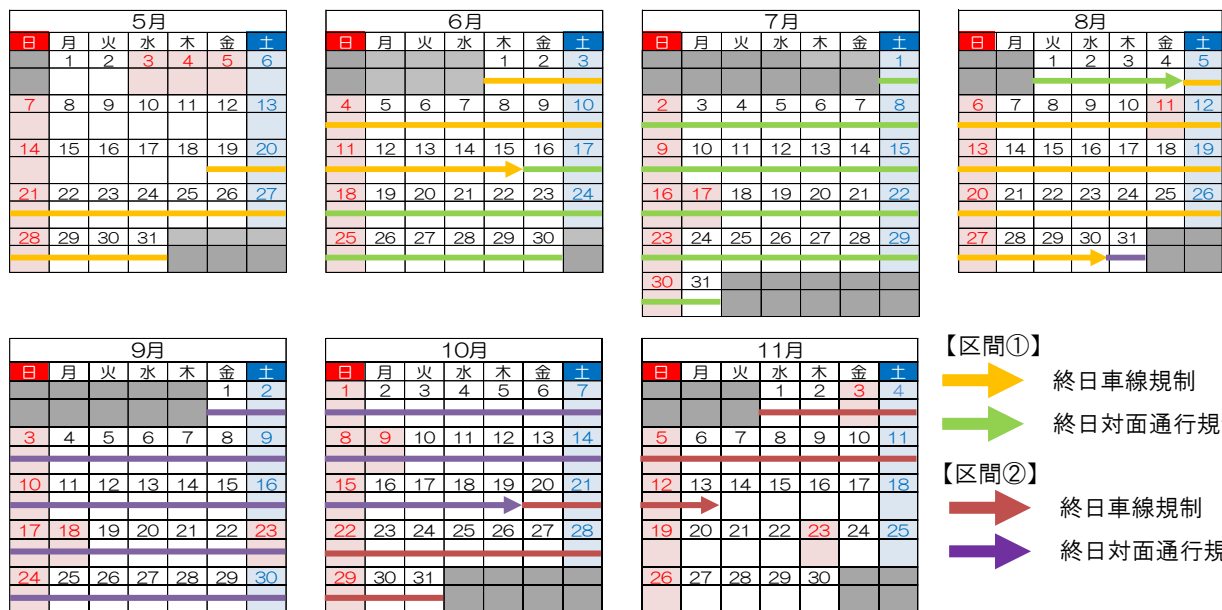 5月
日 月 火 水 木 金 土
1 2 3 4 5 6
7 8 9 10 11 12 13
14 15 16 17 18 19 20
21 22 23 24 25 26 27
28 29 30 31
6月
日 月 火 水 木 金 土
1 2 3
4 5 6 7 8 9 10
11 12 13 14 15 16 17
18 19 20 21 22 23 24
25 26 27 28 29 30
7月
日 月 火 水 木 金 土
1
2 3 4 5 6 7 8
9 10 11 12 13 14 15
16 17 18 19 20 21 22
23 24 25 26 27 28 29
30 31
8月
日 月 火 水 木 金 土
1 2 3 4 5
6 7 8 9 10 11 12
13 14 15 16 17 18 19
20 21 22 23 24 25 26
27 28 29 30 31
9月
日 月 火 水 木 金 土
1 2
3 4 5 6 7 8 9
10 11 12 13 14 15 16
17 18 19 20 21 22 23
24 25 26 27 28 29 30
10月
日 月 火 水 木 金 土
1 2 3 4 5 6 7
8 9 10 11 12 13 14
15 16 17 18 19 20 21
22 23 24 25 26 27 28
29 30 31
11月
日 月 火 水 木 金 土
1 2 3 4
5 6 7 8 9 10 11
12 13 14 15 16 17 18
19 20 21 22 23 24 25
26 27 28 29 30
【区間①】
終日車線規制
終日対面通行規
【区間②】
終日車線規制
終日対面通行規